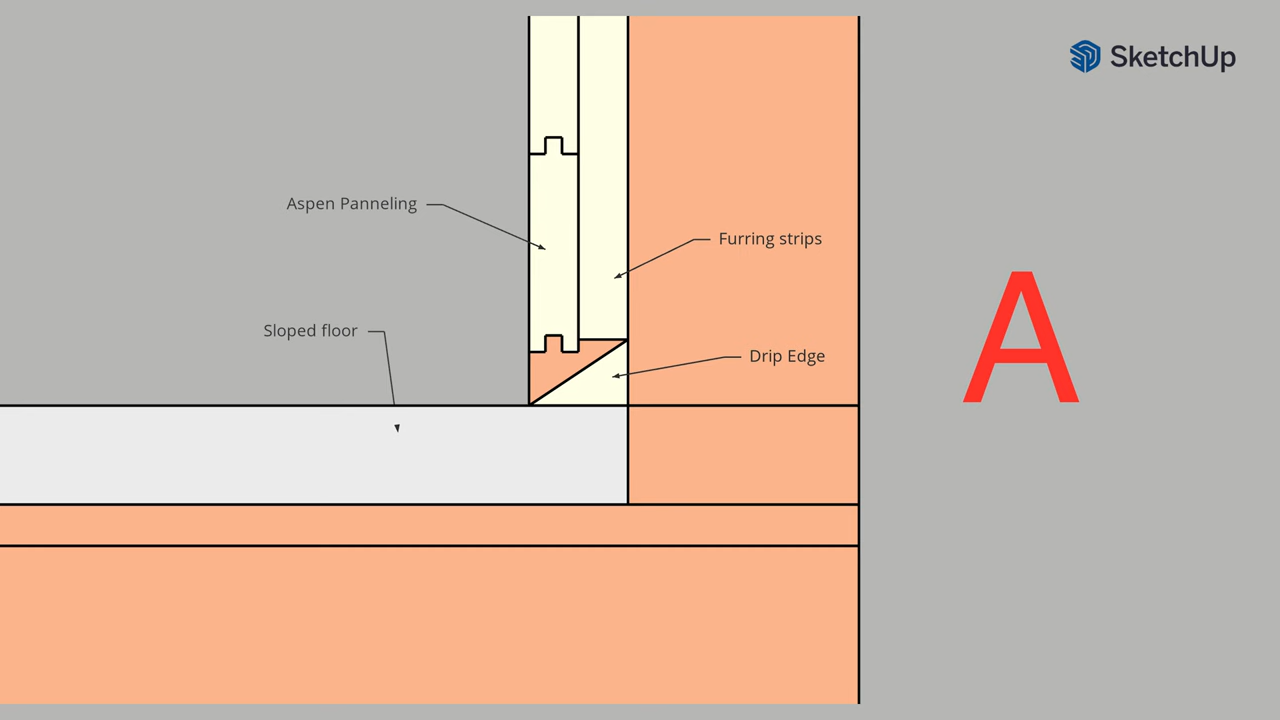 SketchUp
Aspen Panneling
Furring strips
Sloped floor
Drip Edge
A